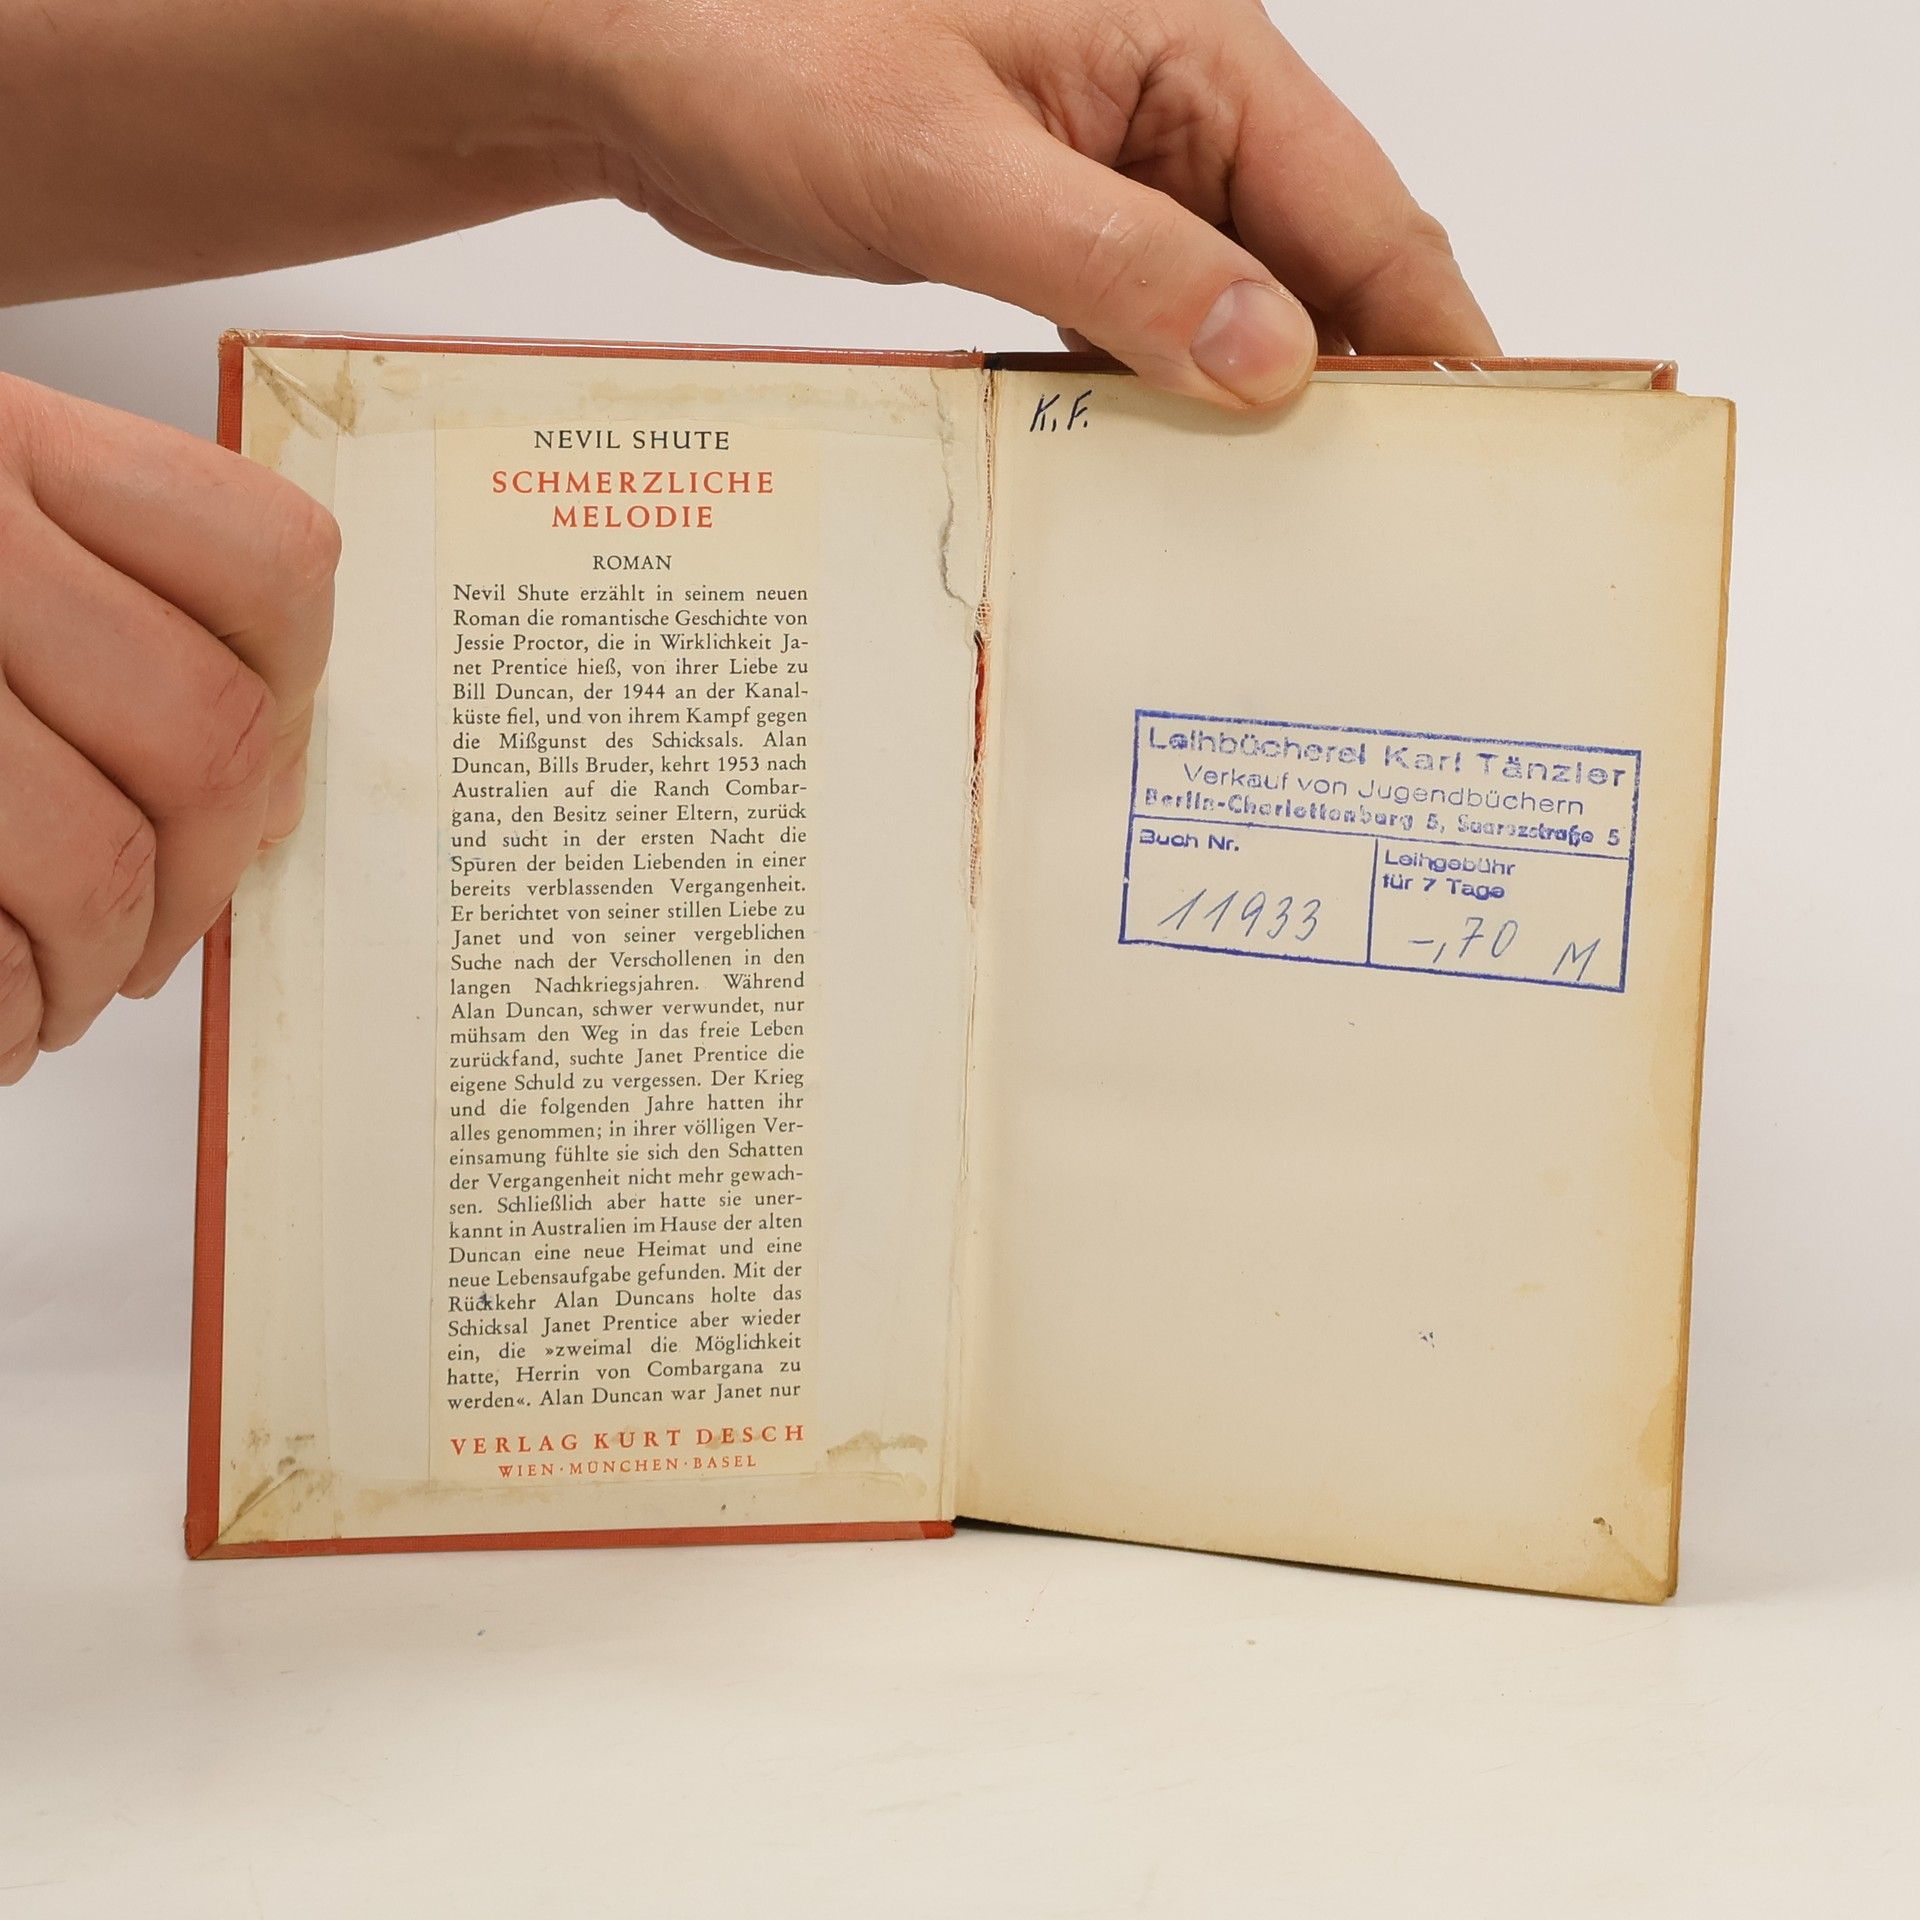 NEVIL SHUTE
SCHMERZLICHE
MELODIE
ROMAN
Nevil Shute erzählt in seinem neuen
Roman die romantische Geschichte von
Jessie Proctor, die in Wirklichkeit Ja-
net Prentice hieß, von ihrer Liebe zu
Bill Duncan, der 1944 an der Kanal-
küste fiel, und von ihrem Kampf gegen
die Mißgunst des Schicksals. Alan
Duncan, Bills Bruder, kehrt 1953 nach
Australien auf die Ranch Combar-
gana, den Besitz seiner Eltern, zurück
und sucht in der ersten Nacht die
Spuren der beiden Liebenden in einer
bereits verblassenden Vergangenheit.
Er berichtet von seiner stillen Liebe zu
Janet und von seiner vergeblichen
Suche nach der Verschollenen in den
langen Nachkriegsjahren. Während
Alan Duncan, schwer verwundet, nur
mühsam den Weg in das freie Leben
zurückfand, suchte Janet Prentice die
eigene Schuld zu vergessen. Der Krieg
und die folgenden Jahre hatten ihr
alles genommen; in ihrer völligen Ver-
einsamung fühlte sie sich den Schatten
der Vergangenheit nicht mehr gewach-
sen. Schließlich aber hatte sie uner-
kannt in Australien im Hause der alten
Duncan eine neue Heimat und eine
neue Lebensaufgabe gefunden. Mit der
Rückkehr Alan Duncans holte das
Schicksal Janet Prentice aber wieder
ein, die »zweimal die Möglichkeit
hatte, Herrin von Combargana zu
werden«. Alan Duncan war Janet nur
VERLAG KURT DESCH
WIEN·MÜNCHEN·BASEL
K. F.
Leihbücherei Karl Tänzler
Verkauf von Jugendbüchern
Berlin-Charlottenburg 5, Saarzstraße 5
Buch Nr.
11933
Leihgebühr
für 7 Tage
-,70 M